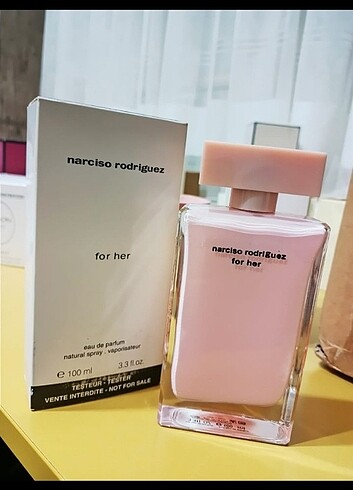 narciso rodriguez
for her
eau de parfum
natural spray . vaporisateur
℮ 100 ml 3.3 fl.oz.
TESTEUR - TESTER
VENTE INTERDITE - NOT FOR SALE
narciso rodriguez
for her